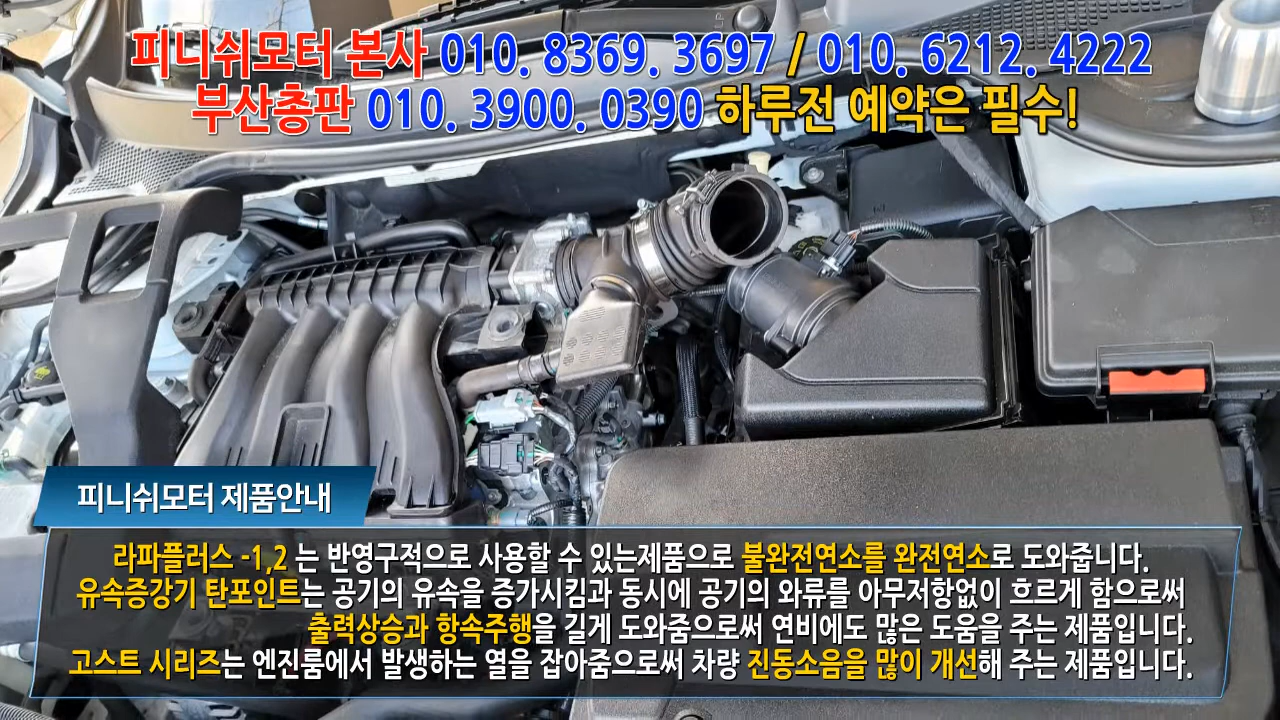 피니쉬모터 본사 010. 8369. 3697 / 010. 6212. 4222
부산총판 010. 3900. 0390 하루전 예약은 필수!
피니쉬모터 제품안내
라파플러스 -1,2 는 반영구적으로 사용할 수 있는제품으로 불완전연소를 완전연소로 도와줍니다.
유속증강기 탄포인트는 공기의 유속을 증가시킴과 동시에 공기의 와류를 아무저항없이 흐르게 함으로써
출력상승과 항속주행을 길게 도와줌으로써 연비에도 많은 도움을 주는 제품입니다.
고스트 시리즈는 엔진룸에서 발생하는 열을 잡아줌으로써 차량 진동소음을 많이 개선해 주는 제품입니다.